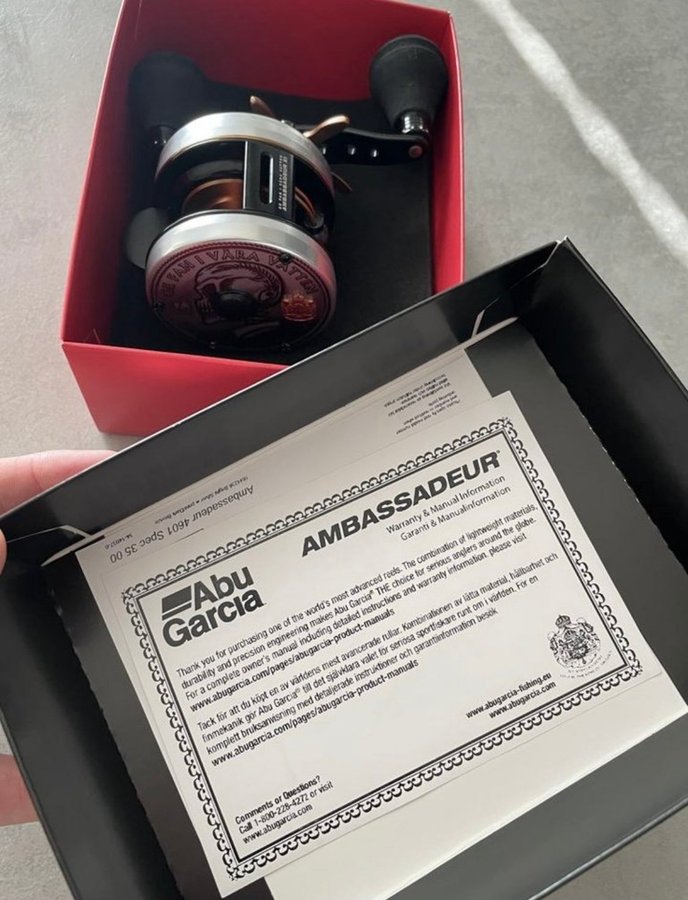 I VÅRA VATTEN
AMBASSADEUR
Ambassadeur 4601 Spec 35 00
Abu
Garcia
AMBASSADEUR®
Warranty & Manual Information
Garanti & Manualinformation
Thank you for purchasing one of the world's most advanced reels. The combination of lightweight materials,
durability and precision engineering makes Abu Garcia® THE choice for serious anglers around the globe.
For a complete owner's manual including detailed instructions and warranty information, please visit
www.abugarcia.com/pages/abugarcia-product-manuals
Tack för att du köpt en av världens mest avancerade rullar. Kombinationen av lätta material, hållbarhet och
finmekanik gör Abu Garcia® till det självklara valet för seriösa sportfiskare runt om i världen. För en
komplett bruksanvisning med detaljerade instruktioner och garantiinformation besök
www.abugarcia.com/pages/abugarcia-product-manuals
www.abugarcia-fishing.eu
www.abugarcia.com
Comments or Questions?
Call 1-800-228-4272 or visit
www.abugarcia.com